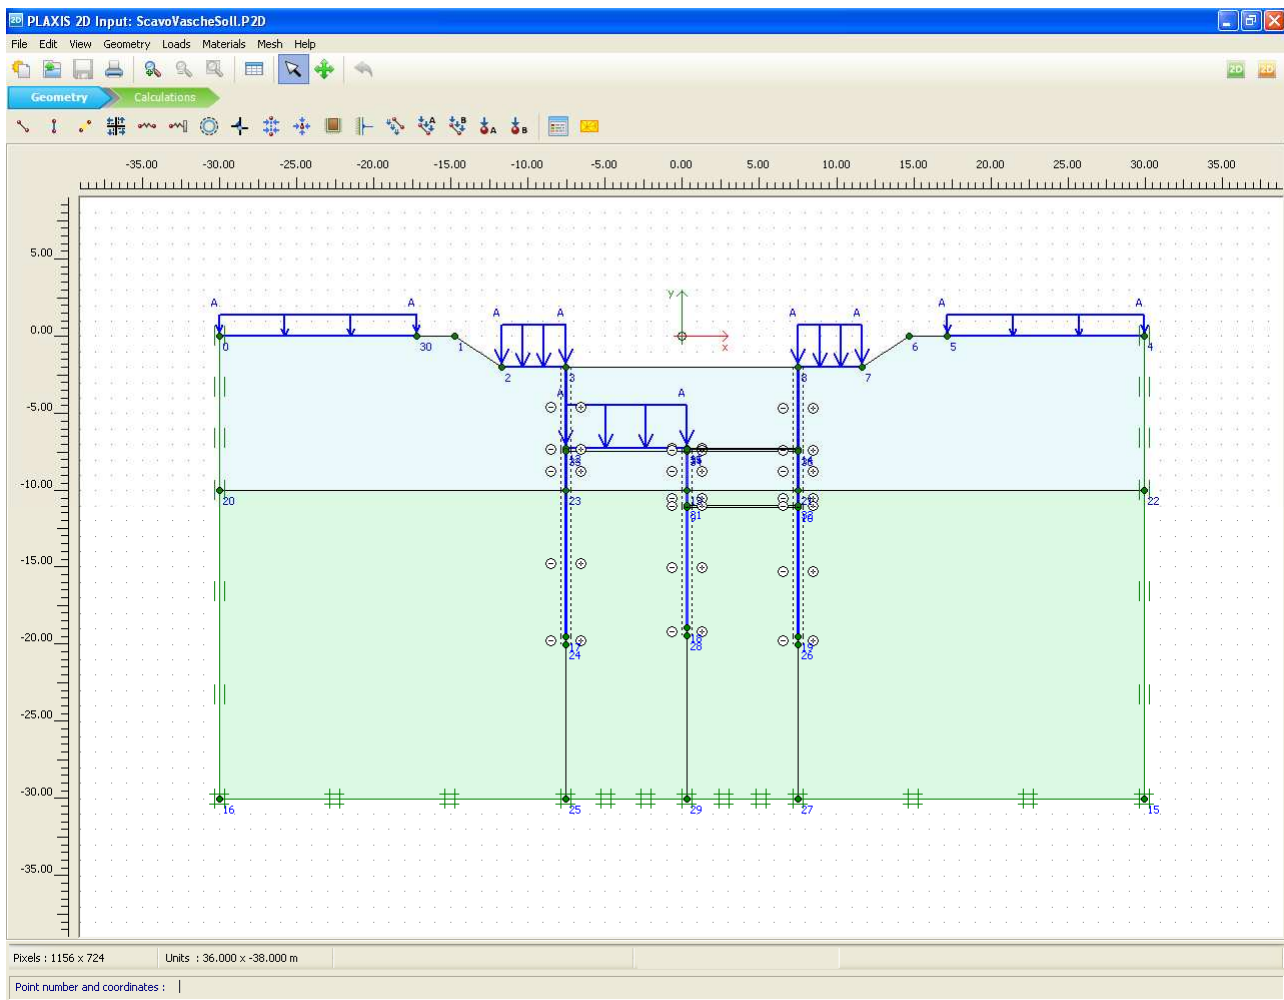 PLAXIS 2D Input: ScavoVascheSoll.P2D
File Edit View Geometry Loads Materials Mesh Help
2D 2D
Geometry Calculations
A B A B
-35.00 -30.00 -25.00 -20.00 -15.00 -10.00 -5.00 0.00 5.00 10.00 15.00 20.00 25.00 30.00 35.00
5.00
y
A A A A A A A A
0.00
0 30 1 x 6 5 4
2 3 8 7
-5.00
A A
-10.00
20 23 22
-15.00
-20.00
17 18 19
24 28 26
-25.00
-30.00
16 25 29 27 15
-35.00
Pixels : 1156 x 724 Units : 36.000 x -38.000 m
Point number and coordinates :